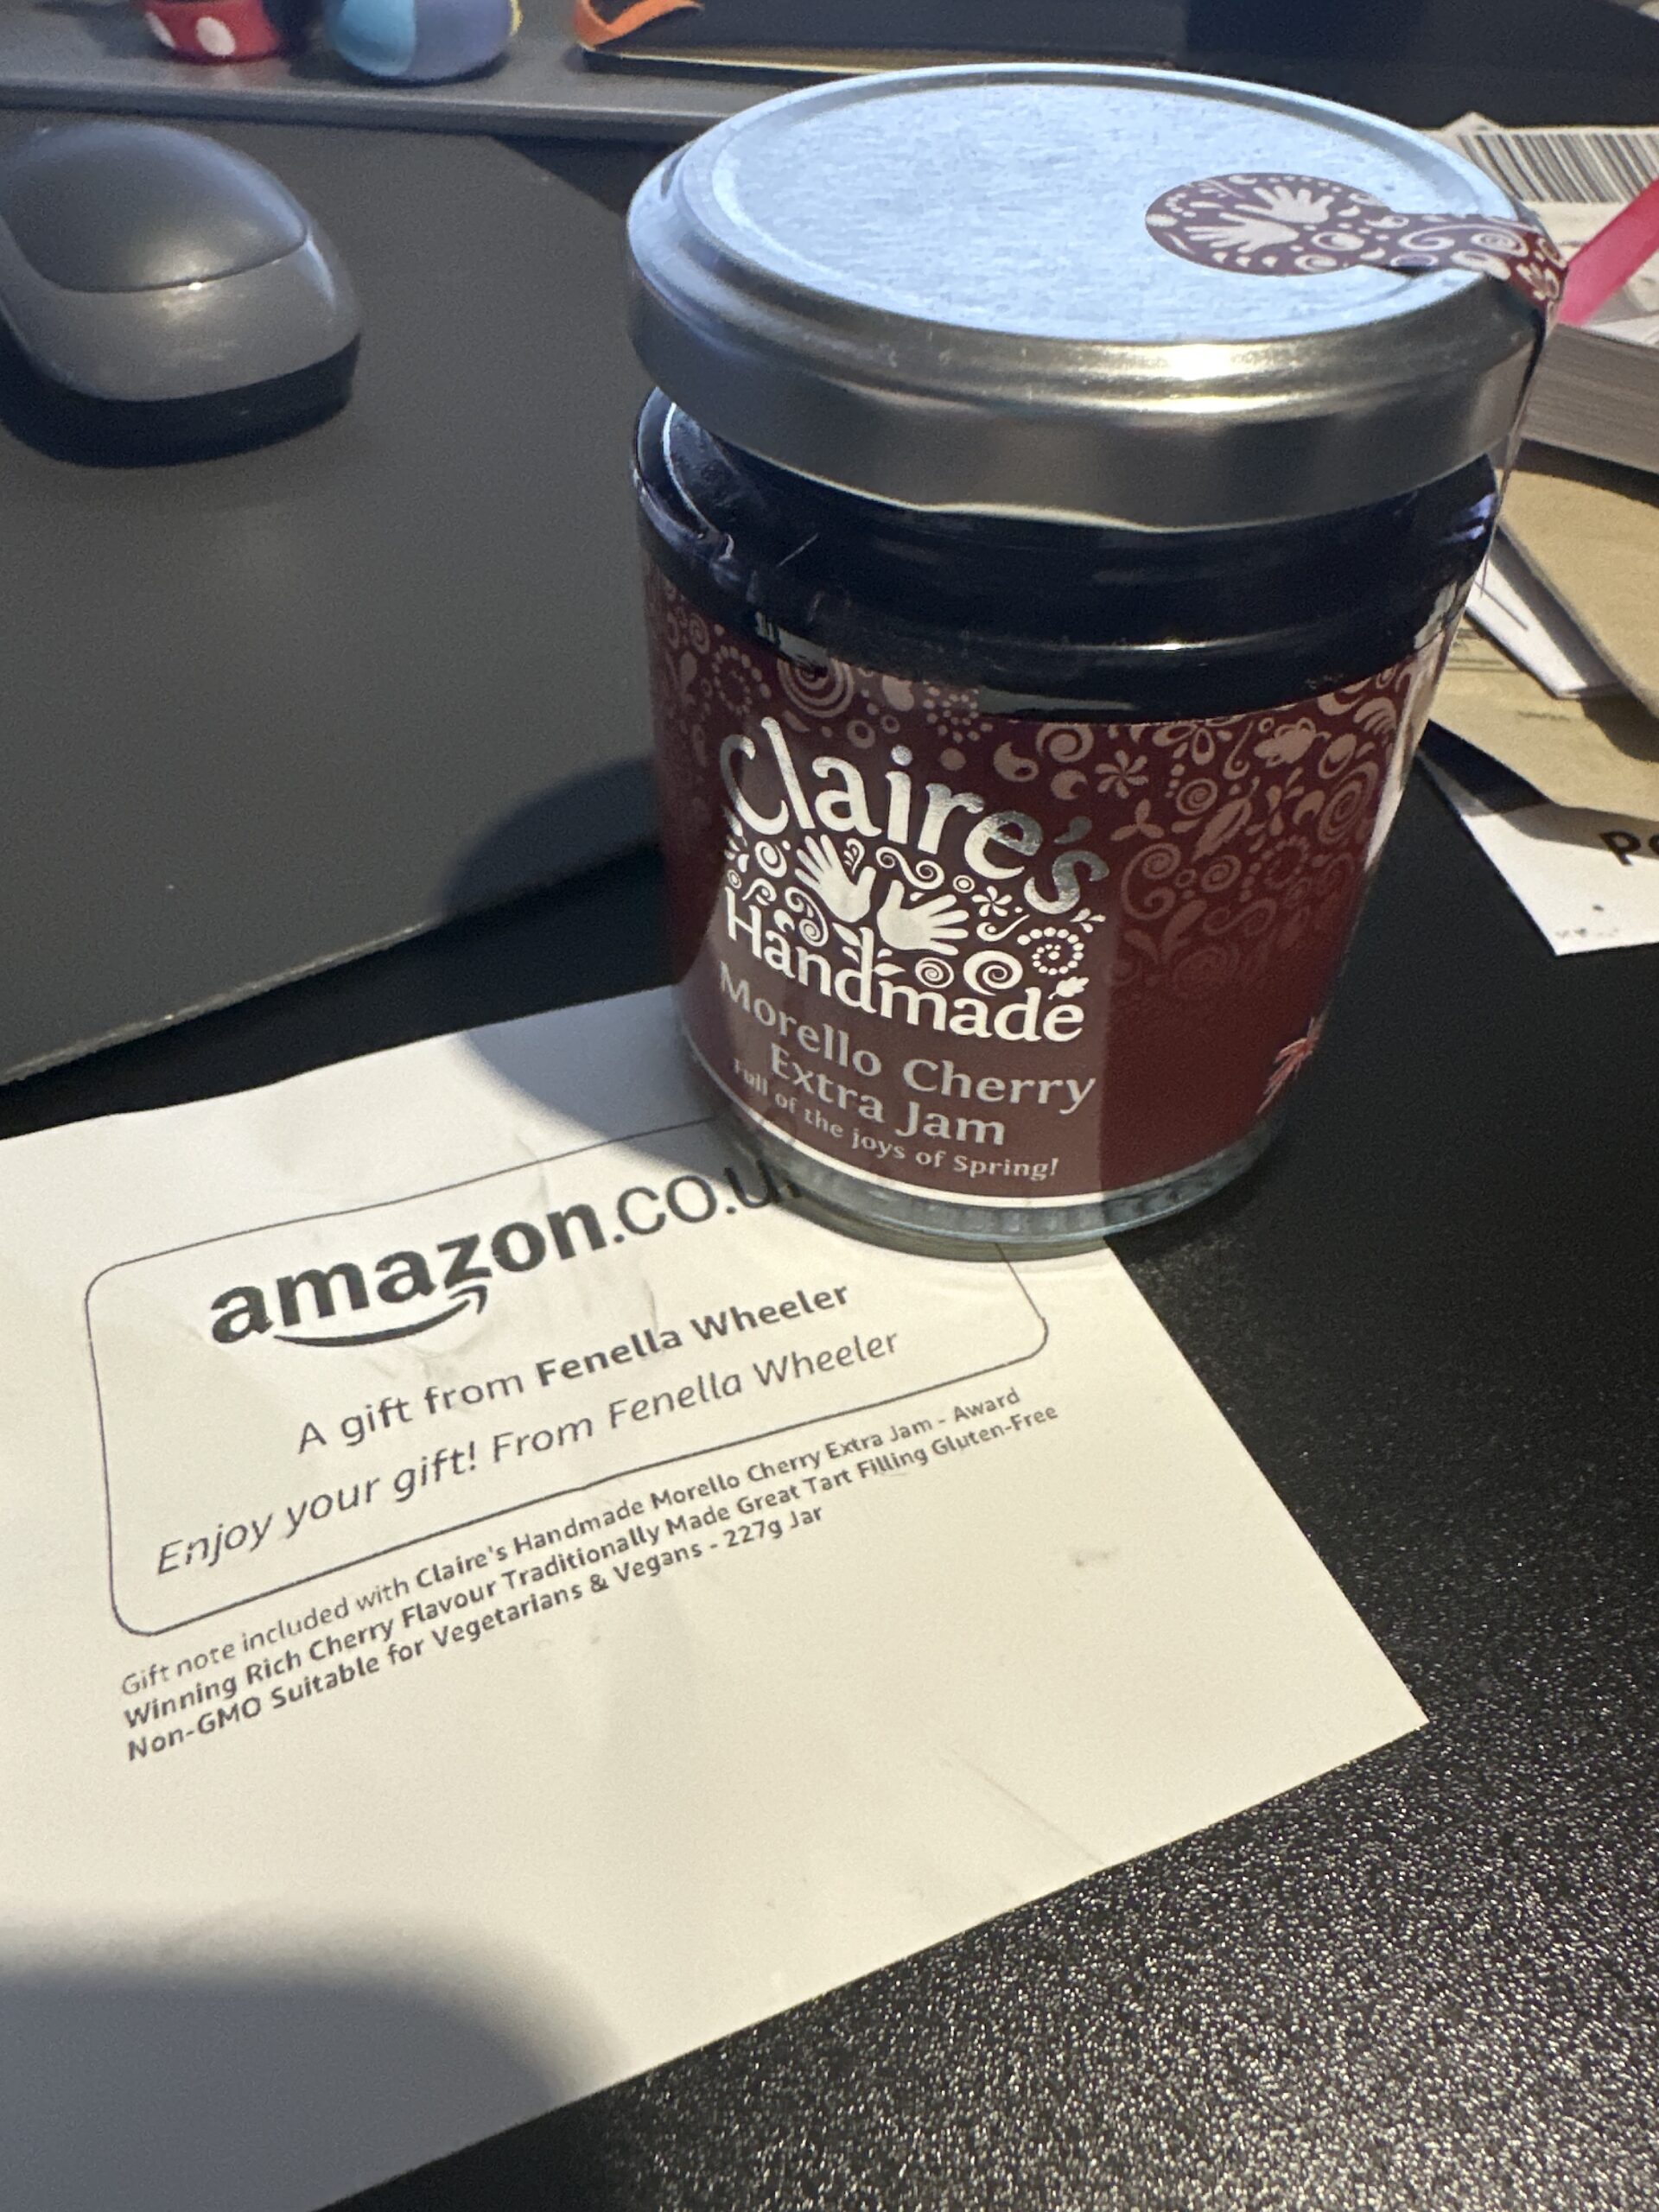 Claire's
Handmade
Morello Cherry
Extra Jam
Full of the joys of Spring!
amazon.co.u
A gift from Fenella Wheeler
Enjoy your gift! From Fenella Wheeler
Gift note included with Claire's Handmade Morello Cherry Extra Jam - Award
Winning Rich Cherry Flavour Traditionally Made Great Tart Filling Gluten-Free
Non-GMO Suitable for Vegetarians & Vegans - 227g Jar